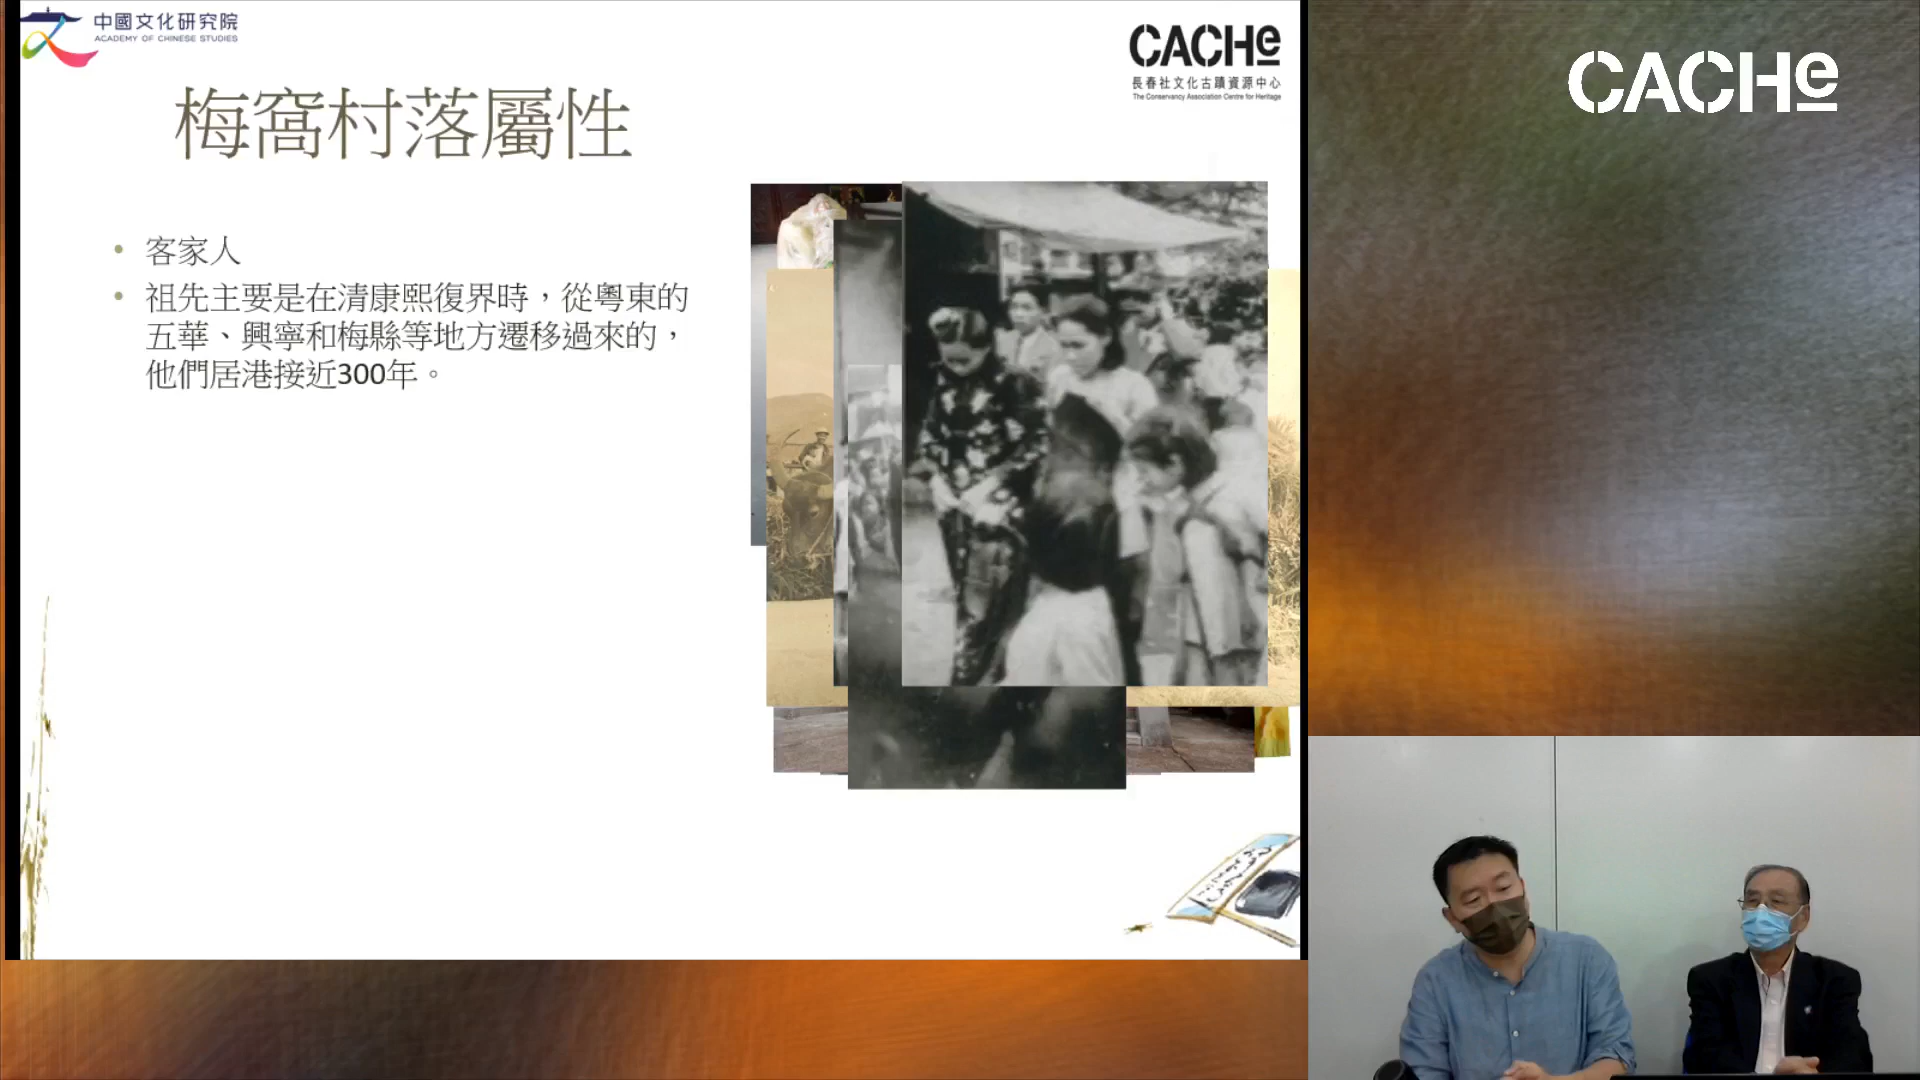 中國文化研究院
ACADEMY OF CHINESE STUDIES
CACHe
長春社文化古蹟資源中心
The Conservancy Association Centre for Heritage
CACHe
梅窩村落屬性
• 客家人
• 祖先主要是在清康熙復界時，從粵東的
五華、興寧和梅縣等地方遷移過來的，
他們居港接近300年。